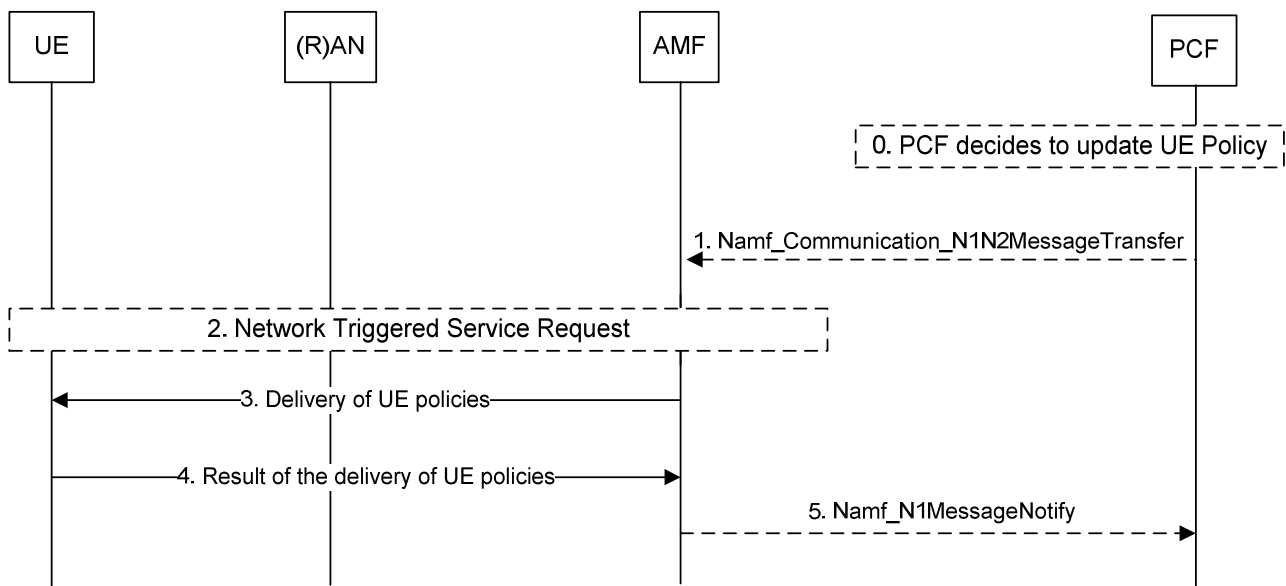 UE
(R)AN
AMF
PCF
0. PCF decides to update UE Policy
1. Namf_Communication_N1N2MessageTransfer
2. Network Triggered Service Request
3. Delivery of UE policies
4. Result of the delivery of UE policies
5. Namf_N1MessageNotify